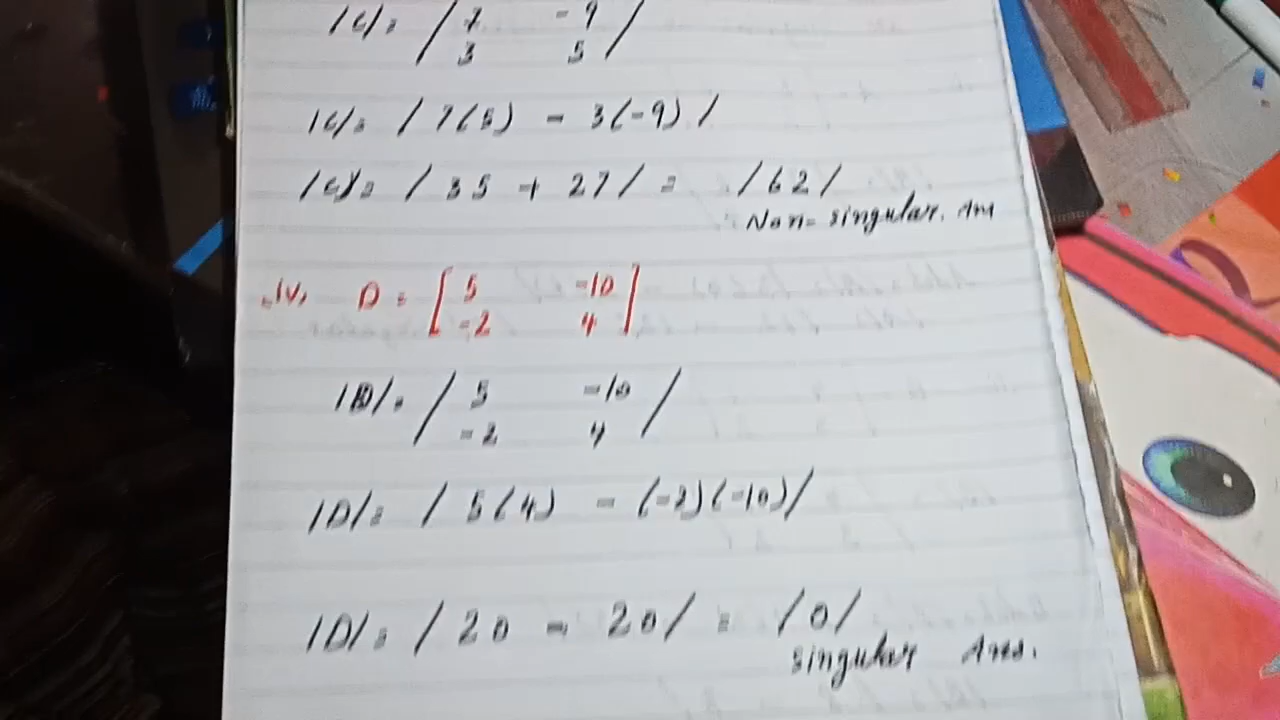 |C|= | 7 -9 |
3 5
|C|= | 7(5) - 3(-9) |
|C|= | 35 + 27 | = |62|
∴ Non-singular. Ans
iv, D = [ 5 -10 ]
-2 4
|D|= | 5 -10 |
-2 4
|D|= | 5(4) - (-2)(-10) |
|D|= | 20 - 20 | = |0|
singular Ans.